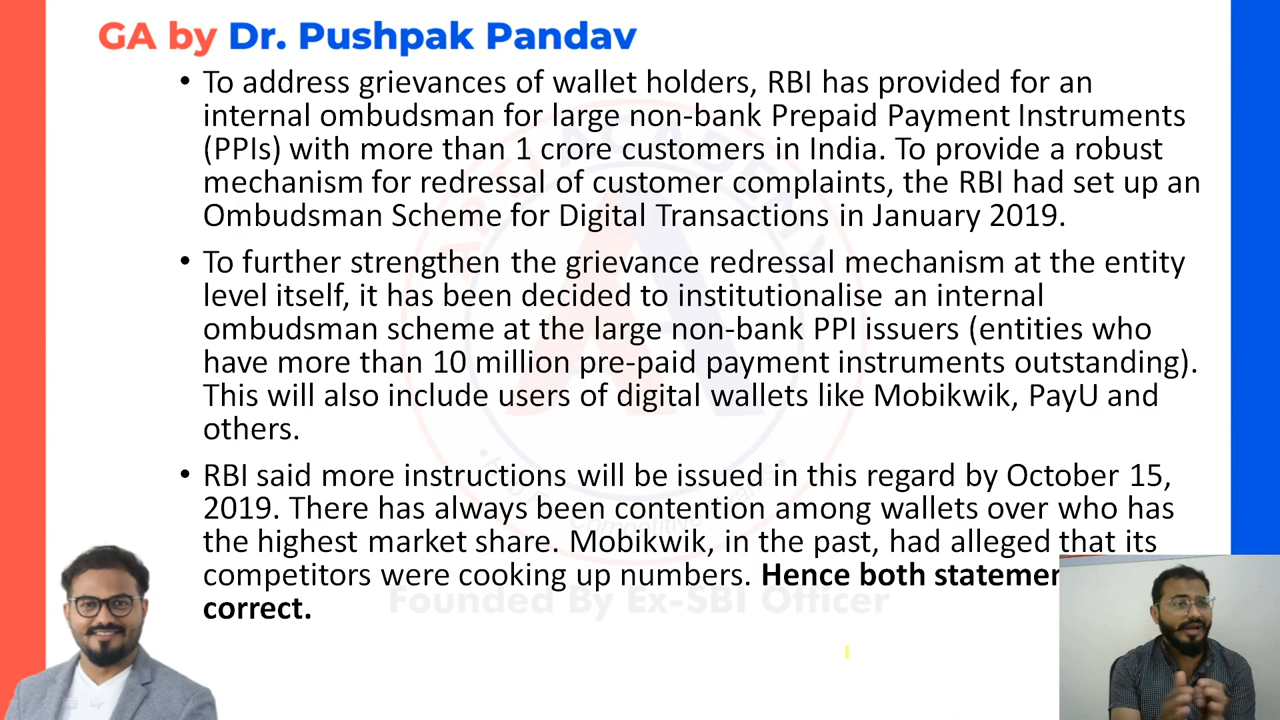 GA by Dr. Pushpak Pandav
• To address grievances of wallet holders, RBI has provided for an
internal ombudsman for large non-bank Prepaid Payment Instruments
(PPIs) with more than 1 crore customers in India. To provide a robust
mechanism for redressal of customer complaints, the RBI had set up an
Ombudsman Scheme for Digital Transactions in January 2019.
• To further strengthen the grievance redressal mechanism at the entity
level itself, it has been decided to institutionalise an internal
ombudsman scheme at the large non-bank PPI issuers (entities who
have more than 10 million pre-paid payment instruments outstanding).
This will also include users of digital wallets like Mobikwik, PayU and
others.
• RBI said more instructions will be issued in this regard by October 15,
2019. There has always been contention among wallets over who has
the highest market share. Mobikwik, in the past, had alleged that its
competitors were cooking up numbers. Hence both
correct.
Founded By Ex-SBI Officer